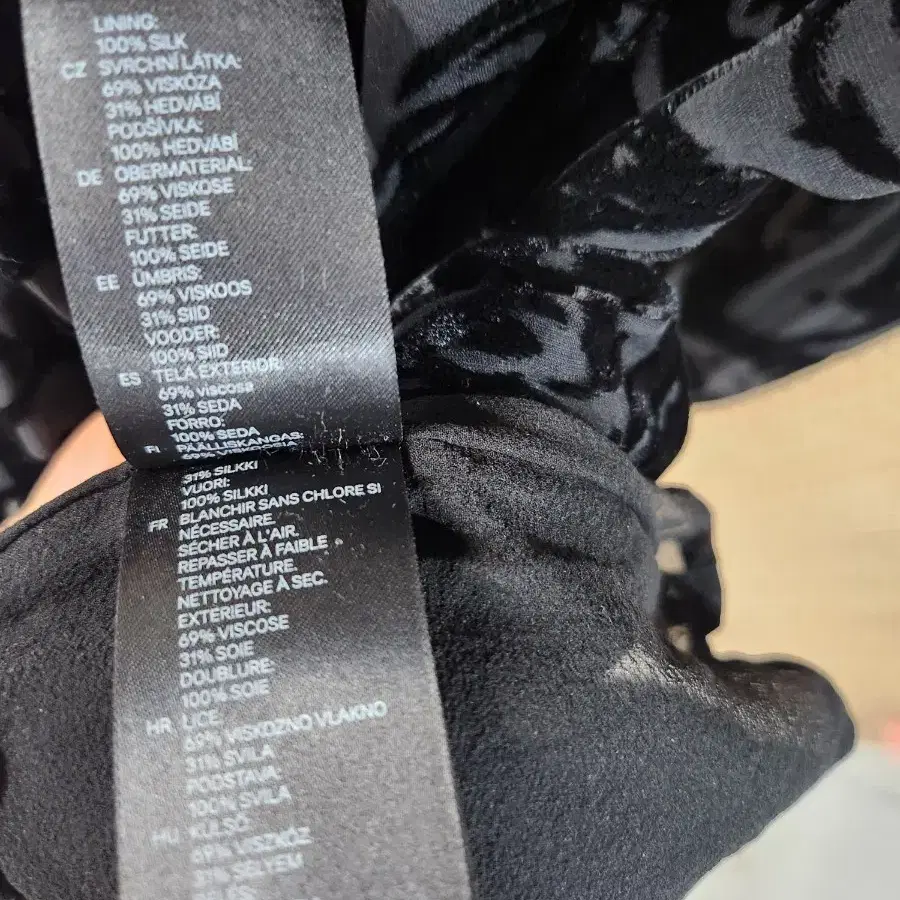 LINING:
100% SILK
CZ SVRCHNÍ LÁTKA:
69% VISKÓZA
31% HEDVÁBÍ
PODŠÍVKA:
100% HEDVÁBÍ
DE OBERMATERIAL:
69% VISKOSE
31% SEIDE
FUTTER:
100% SEIDE
EE ÜMBRIS:
69% VISKOOS
31% SIID
VOODER:
100% SIID
ES TELA EXTERIOR:
69% viscosa
31% SEDA
FORRO:
100% SEDA
FI PÄÄLLISKANGAS:
69% VISKOOSIA
31% SILKKI
VUORI:
100% SILKKI
FR BLANCHIR SANS CHLORE SI
NÉCESSAIRE.
SÉCHER À L'AIR.
REPASSER À FAIBLE
TEMPÉRATURE.
NETTOYAGE À SEC.
EXTÉRIEUR:
69% VISCOSE
31% SOIE
DOUBLURE:
100% SOIE
HR LICE:
69% VISKOZNO VLAKNO
31% SVILA
PODSTAVA:
100% SVILA
HU KÜLSŐ:
69% VISZKÓZ
31% SELYEM